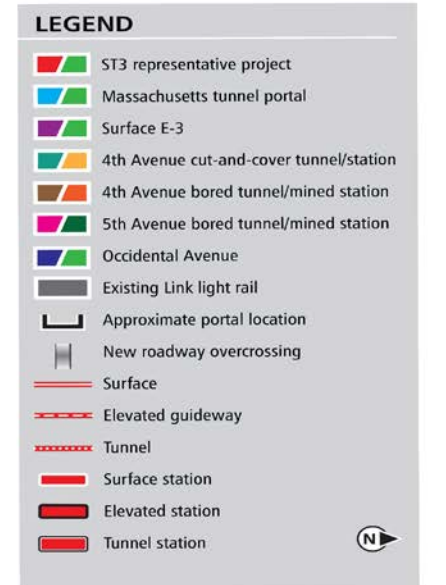 LEGEND
ST3 representative project
Massachusetts tunnel portal
Surface E-3
4th Avenue cut-and-cover tunnel/station
4th Avenue bored tunnel/mined station
5th Avenue bored tunnel/mined station
Occidental Avenue
Existing Link light rail
Approximate portal location
New roadway overcrossing
Surface
Elevated guideway
Tunnel
Surface station
Elevated station
Tunnel station
N